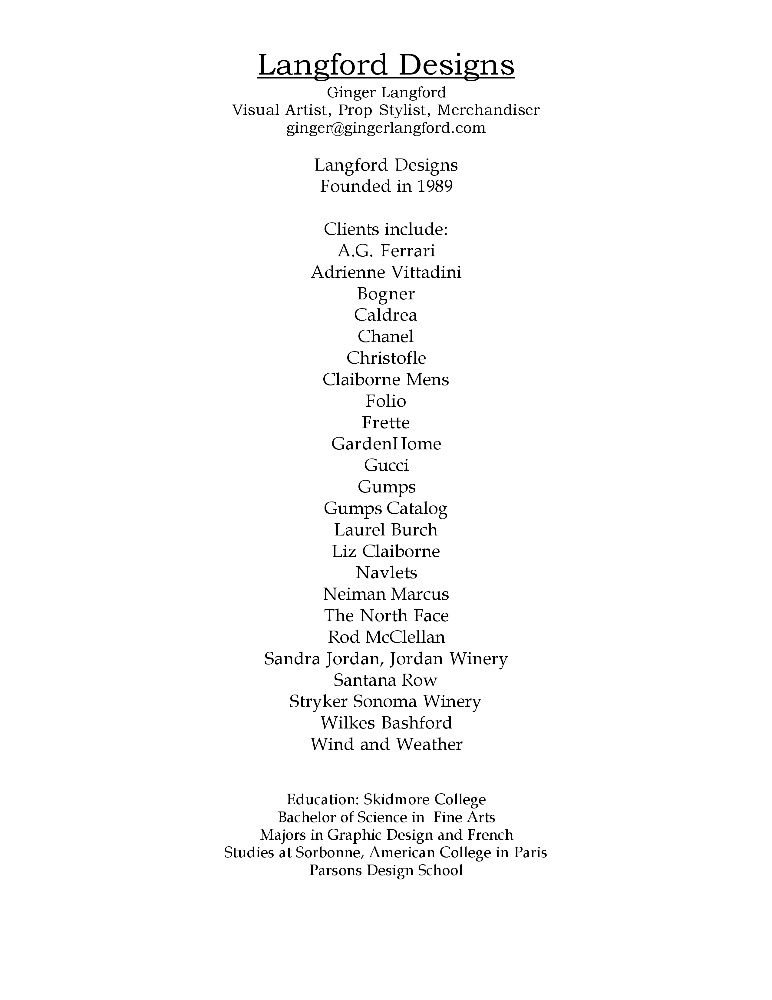 Langford Designs
Ginger Langford
Visual Artist, Prop Stylist, Merchandiser
ginger@gingerlangford.com
Langford Designs
Founded in 1989
Clients include:
A.G. Ferrari
Adrienne Vittadini
Bogner
Caldrea
Chanel
Christofle
Claiborne Mens
Folio
Frette
GardenHome
Gucci
Gumps
Gumps Catalog
Laurel Burch
Liz Claiborne
Navlets
Neiman Marcus
The North Face
Rod McClellan
Sandra Jordan, Jordan Winery
Santana Row
Stryker Sonoma Winery
Wilkes Bashford
Wind and Weather
Education: Skidmore College
Bachelor of Science in Fine Arts
Majors in Graphic Design and French
Studies at Sorbonne, American College in Paris
Parsons Design School